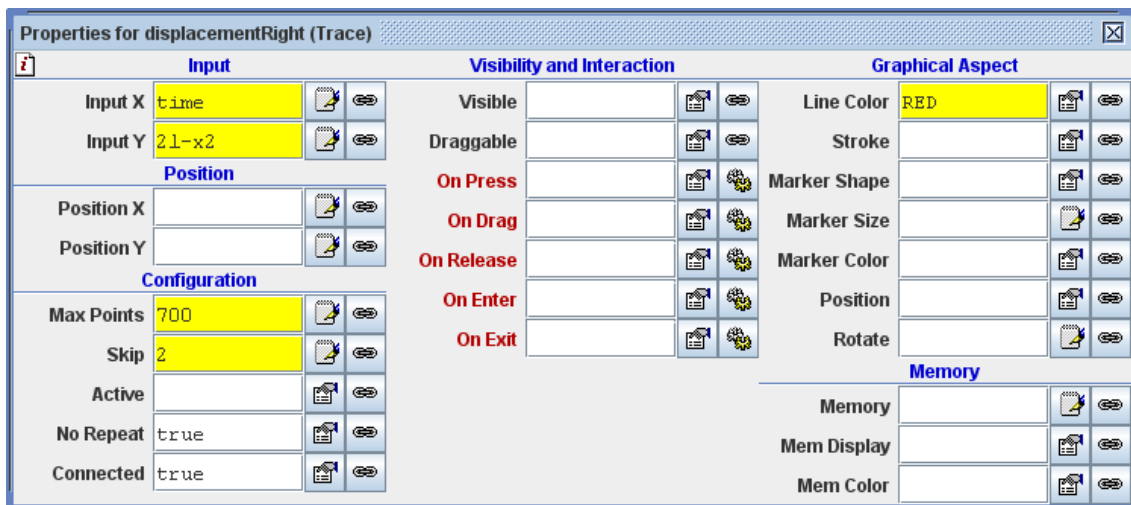 Properties for displacementRight (Trace)
Input
Input X time
Input Y 2l-x2
Position
Position X
Position Y
Configuration
Max Points 700
Skip 2
Active
No Repeat true
Connected true
Visibility and Interaction
Visible
Draggable
On Press
On Drag
On Release
On Enter
On Exit
Graphical Aspect
Line Color RED
Stroke
Marker Shape
Marker Size
Marker Color
Position
Rotate
Memory
Memory
Mem Display
Mem Color